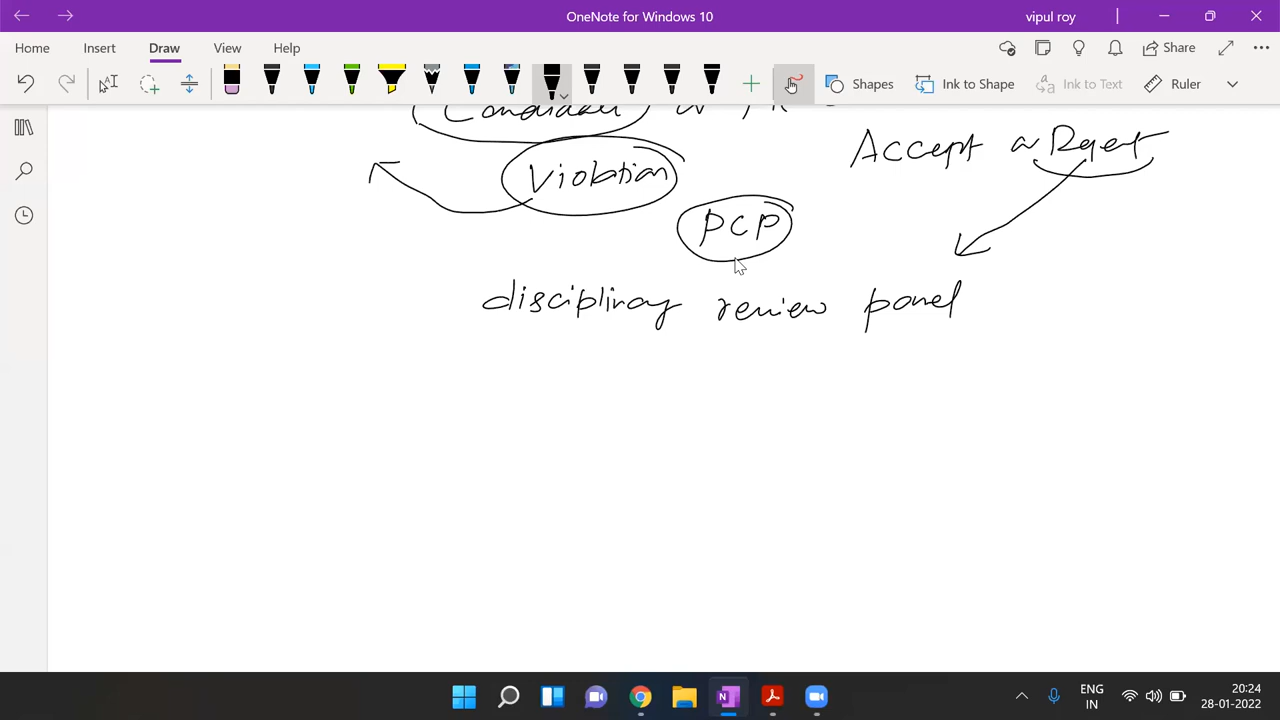 OneNote for Windows 10
vipul roy
Home Insert Draw View Help
Share
Shapes Ink to Shape Ink to Text Ruler
Accept or Reject
Violation
PCP
disciplinary review panel
ENG
IN
20:24
28-01-2022